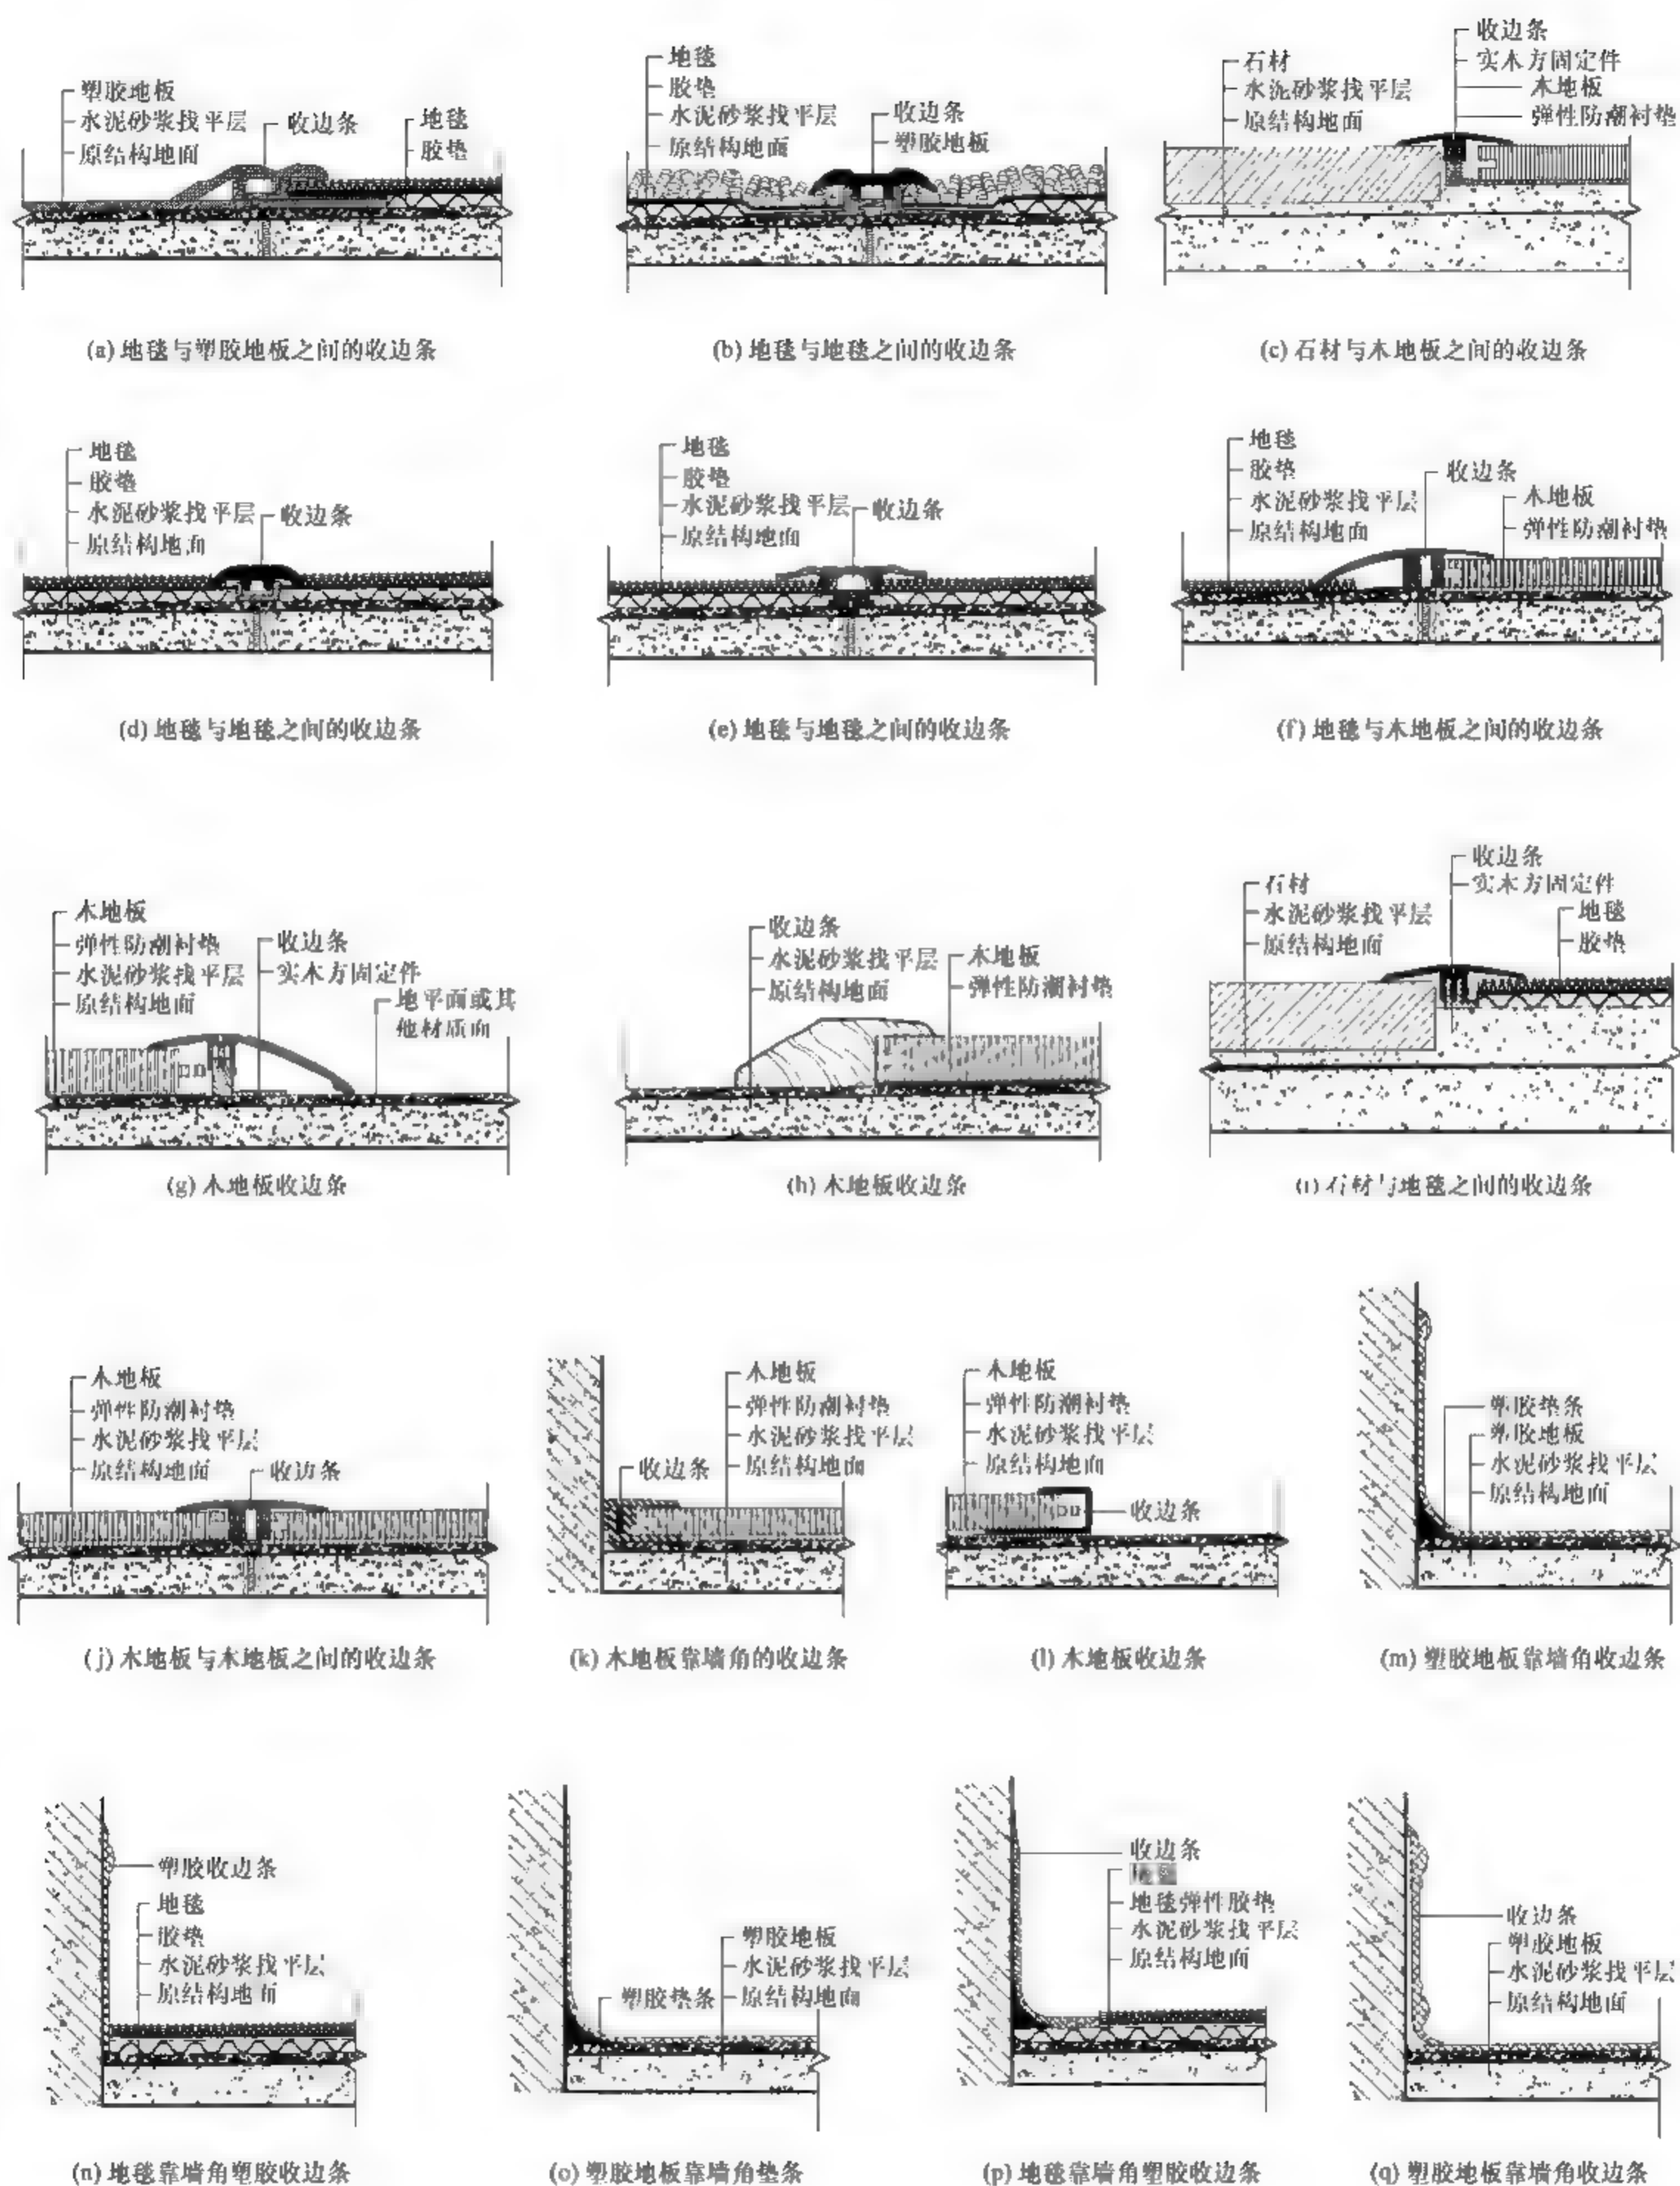 塑胶地板
水泥砂浆找平层
原结构地面
收边条
地毯
胶垫
(a) 地毯与塑胶地板之间的收边条
地毯
胶垫
水泥砂浆找平层
原结构地面
收边条
塑胶地板
(b) 地毯与地毯之间的收边条
石材
水泥砂浆找平层
原结构地面
收边条
实木方固定件
木地板
弹性防潮衬垫
(c) 石材与木地板之间的收边条
地毯
胶垫
水泥砂浆找平层
原结构地面
收边条
(d) 地毯与地毯之间的收边条
地毯
胶垫
水泥砂浆找平层
原结构地面
收边条
(e) 地毯与地毯之间的收边条
地毯
胶垫
水泥砂浆找平层
原结构地面
收边条
木地板
弹性防潮衬垫
(f) 地毯与木地板之间的收边条
木地板
弹性防潮衬垫
水泥砂浆找平层
原结构地面
收边条
实木方固定件
地平面或其
他材质面
(g) 木地板收边条
收边条
水泥砂浆找平层
原结构地面
木地板
弹性防潮衬垫
(h) 木地板收边条
石材
水泥砂浆找平层
原结构地面
收边条
实木方固定件
地毯
胶垫
(i) 石材与地毯之间的收边条
木地板
弹性防潮衬垫
水泥砂浆找平层
原结构地面
收边条
(j) 木地板与木地板之间的收边条
收边条
木地板
弹性防潮衬垫
水泥砂浆找平层
原结构地面
(k) 木地板靠墙角的收边条
木地板
弹性防潮衬垫
水泥砂浆找平层
原结构地面
收边条
(l) 木地板收边条
塑胶垫条
塑胶地板
水泥砂浆找平层
原结构地面
(m) 塑胶地板靠墙角收边条
塑胶收边条
地毯
胶垫
水泥砂浆找平层
原结构地面
(n) 地毯靠墙角塑胶收边条
塑胶垫条
塑胶地板
水泥砂浆找平层
原结构地面
(o) 塑胶地板靠墙角垫条
收边条
地毯弹性胶垫
水泥砂浆找平层
原结构地面
(p) 地毯靠墙角塑胶收边条
收边条
塑胶地板
水泥砂浆找平层
原结构地面
(q) 塑胶地板靠墙角收边条